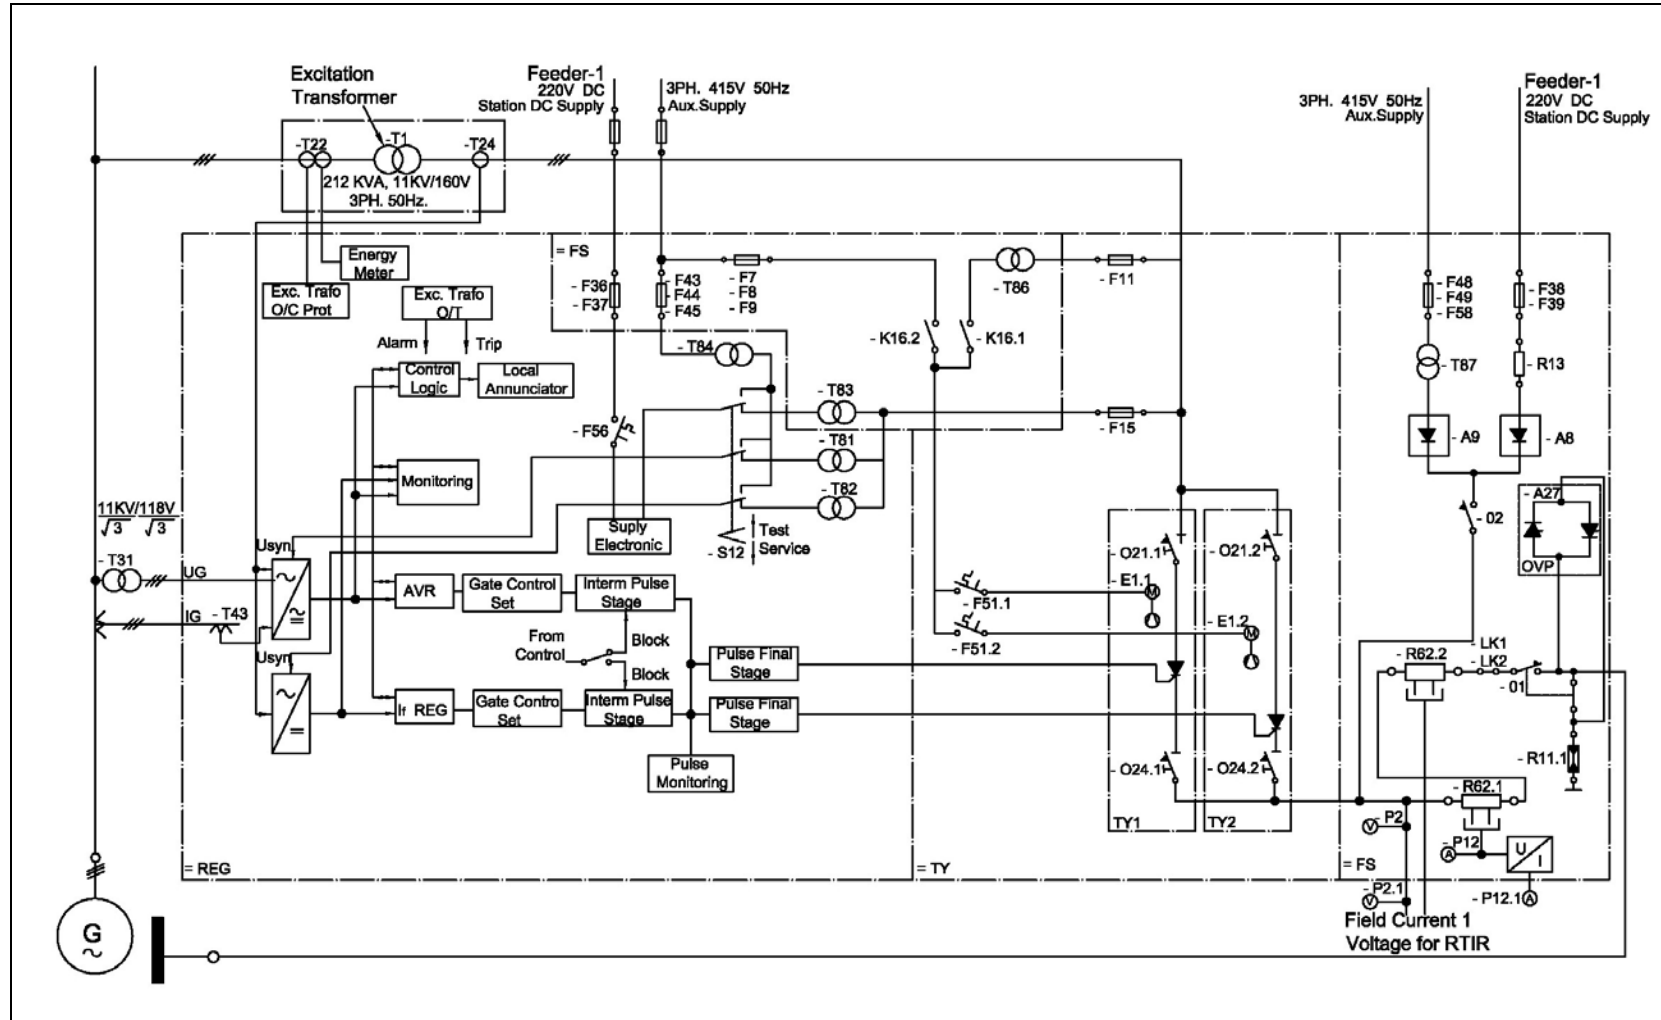 Excitation
Transformer
-T22
-T1
-T24
212 KVA, 11KV/160V
3PH. 50Hz.
Feeder-1
220V DC
Station DC Supply
3PH. 415V 50Hz
Aux.Supply
3PH. 415V 50Hz
Aux.Supply
Feeder-1
220V DC
Station DC Supply
= FS
Energy
Meter
Exc. Trafo
O/C Prot
Exc. Trafo
O/T
Alarm
Trip
- F36
- F37
- F43
- F44
- F45
- F7
- F8
- F9
- T86
- F11
- K16.2
- K16.1
- F48
- F49
- F58
- F38
- F39
- T84
- T87
- R13
Control
Logic
Local
Annunciator
- T83
- F15
- F56
- T81
- A9
- A8
Monitoring
- T82
- A27
- 02
OVP
11KV/118V
√3 √3
Suply
Electronic
- S12
Test
Service
Usyn
- T31
UG
IG
- T43
Usyn
AVR
Gate Control
Set
Interm Pulse
Stage
From
Control
Block
Block
If REG
Gate Contro
Set
Interm Pulse
Stage
Pulse Final
Stage
Pulse Final
Stage
Pulse
Monitoring
- O21.1
- O21.2
- E1.1
M
- F51.1
- E1.2
M
- F51.2
- O24.1
- O24.2
TY1
TY2
- R62.2
- LK1
- LK2
- 01
- R11.1
- R62.1
- P2
V
- P12
A
U
I
= REG
= TY
= FS
- P2.1
V
- P12.1
A
Field Current 1
Voltage for RTIR
G